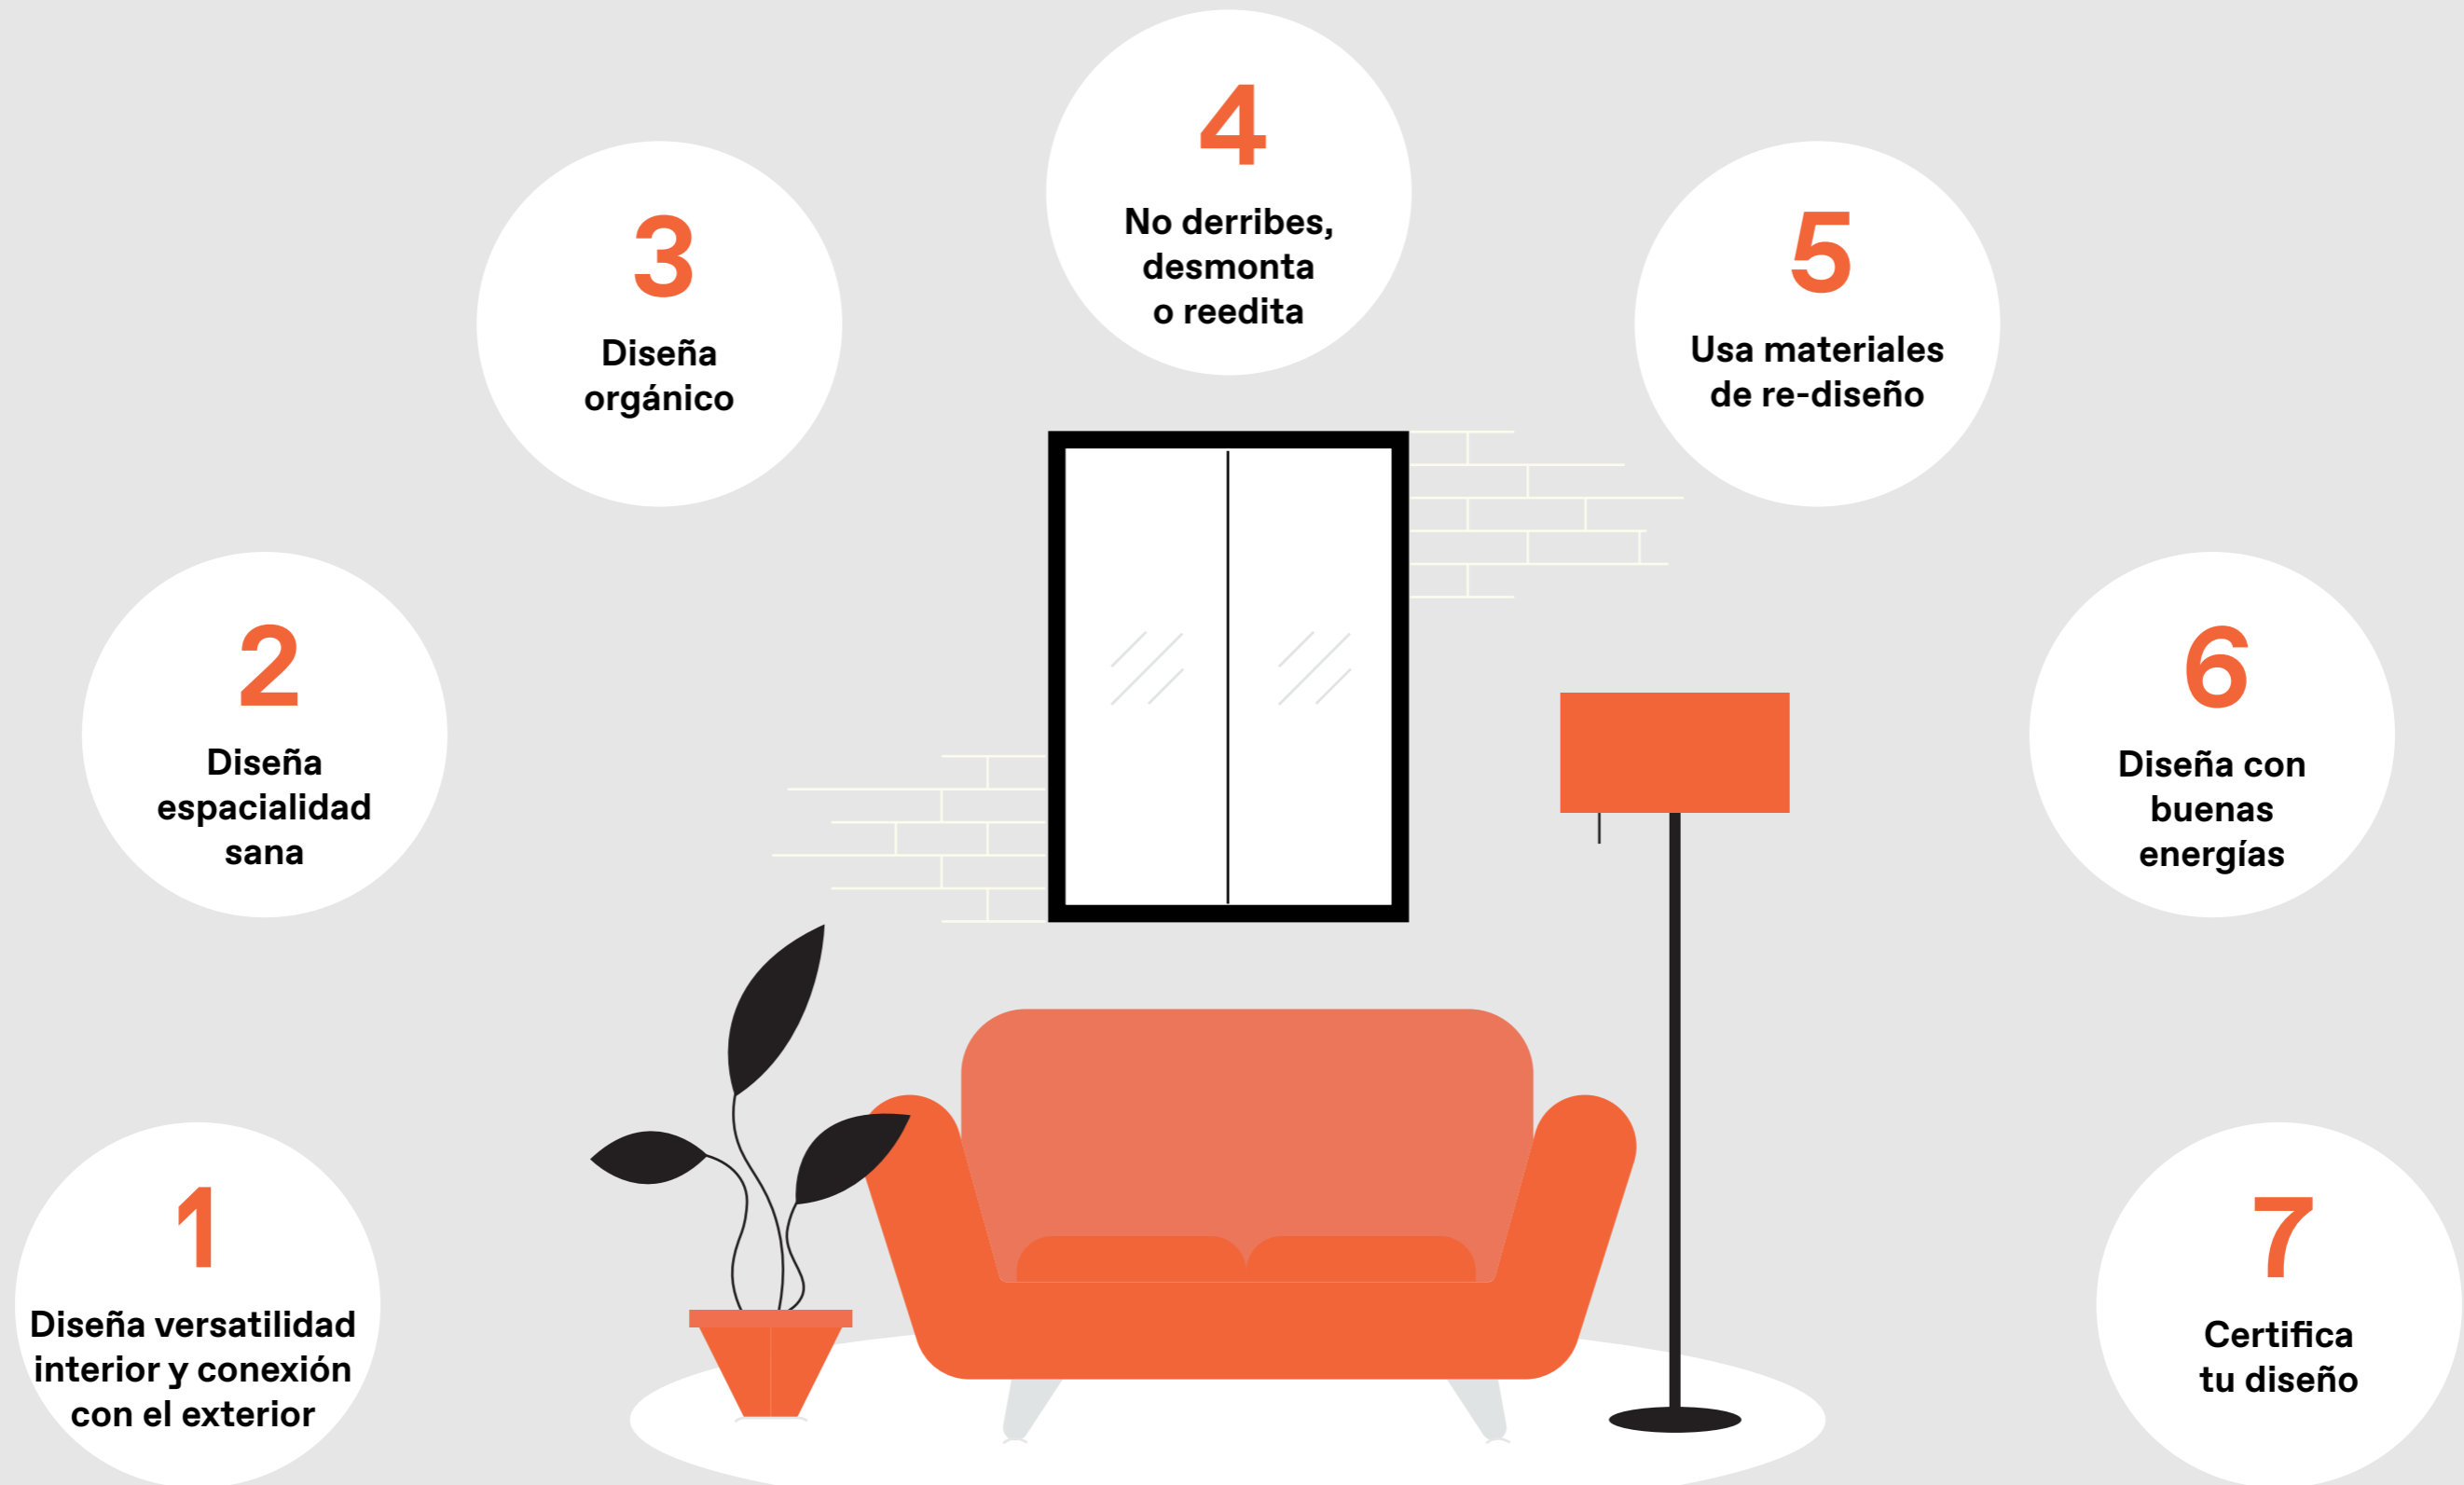 1
Diseña versatilidad
interior y conexión
con el exterior
2
Diseña
espacialidad
sana
3
Diseña
orgánico
4
No derribes,
desmonta
o reedita
5
Usa materiales
de re-diseño
6
Diseña con
buenas
energías
7
Certifica
tu diseño